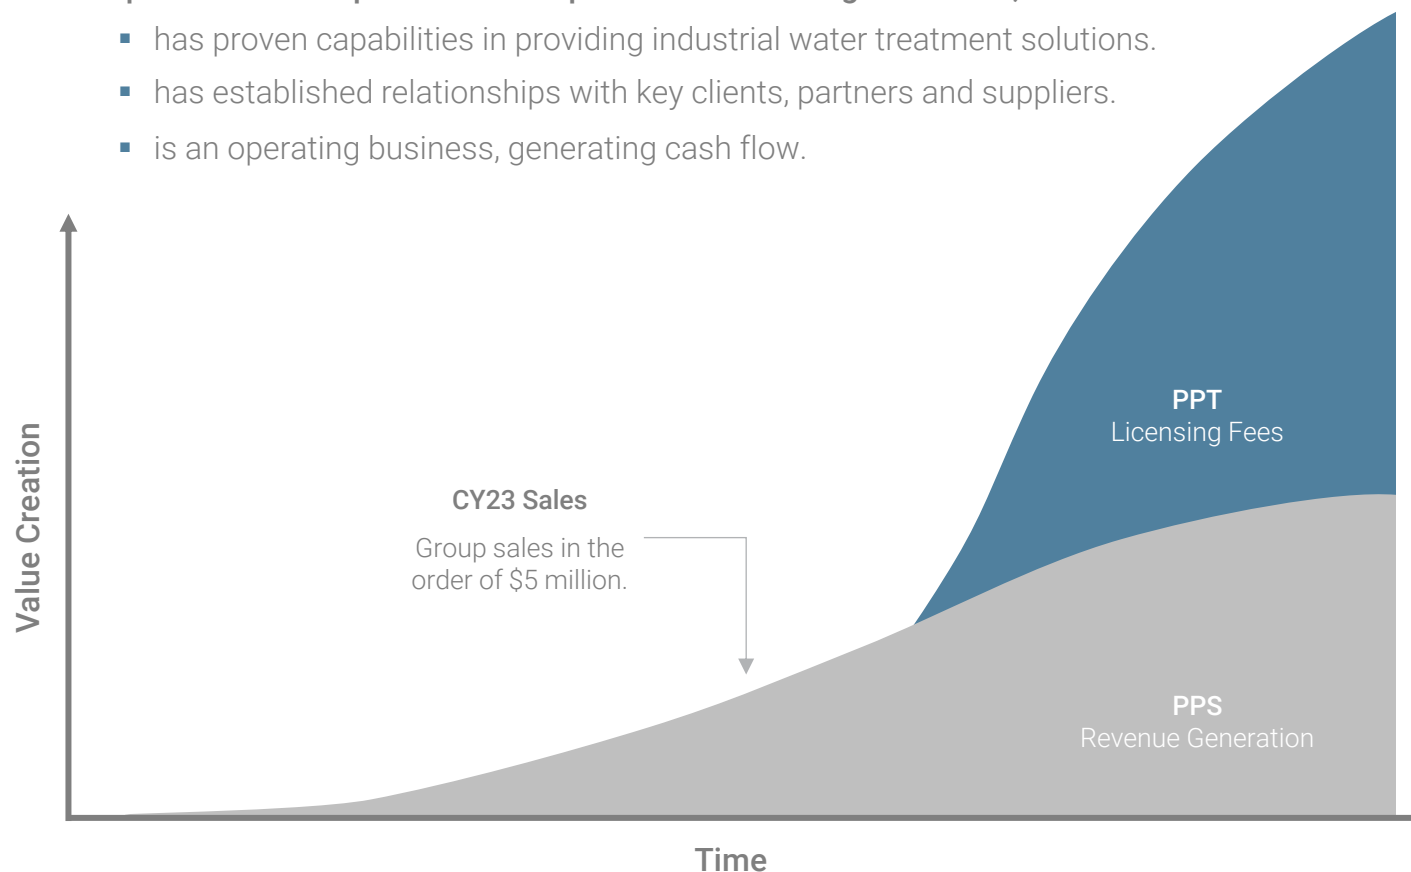 has proven capabilities in providing industrial water treatment solutions.
has established relationships with key clients, partners and suppliers.
is an operating business, generating cash flow.
PPT
Licensing Fees
CY23 Sales
Group sales in the
order of $5 million.
Value Creation
PPS
Revenue Generation
Time